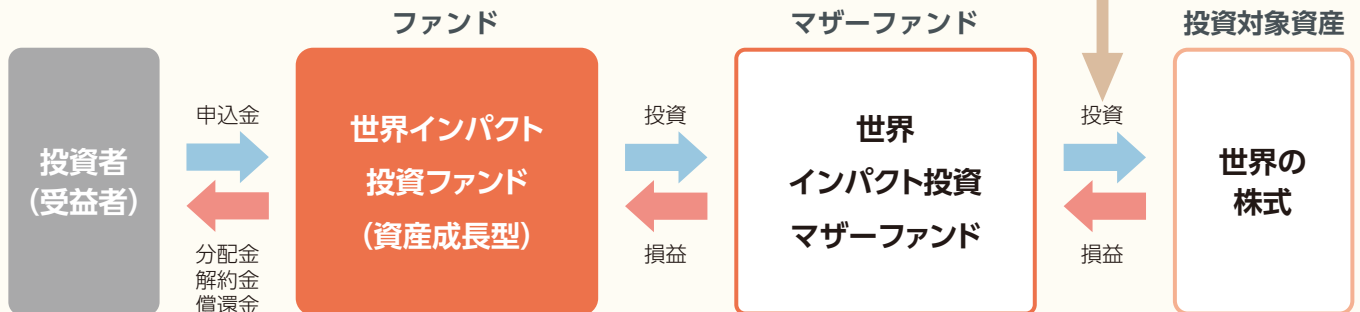 ファンド
マザーファンド
投資対象資産
投資者
(受益者)
申込金
分配金
解約金
償還金
世界インパクト
投資ファンド
(資産成長型)
投資
損益
世界
インパクト投資
マザーファンド
投資
損益
世界の
株式